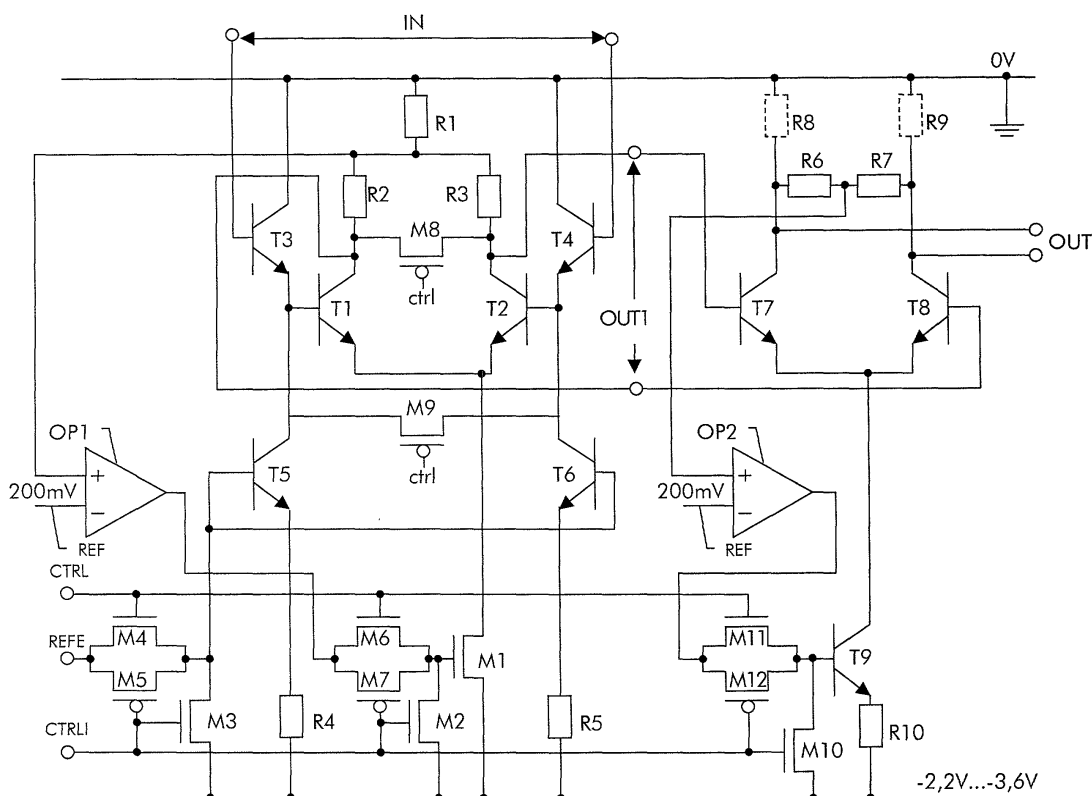 IN
0V
R1
R8
R9
R6
R7
R2
R3
M8
T3
T4
ctrl
OUT
T1
T2
OUT1
T7
T8
M9
OP1
ctrl
OP2
T5
T6
+
200mV
−
REF
+
200mV
−
REF
CTRL
M4
M6
M11
REFE
M1
T9
M5
M7
M12
M3
R4
M2
R5
R10
CTRLI
M10
-2,2V...-3,6V